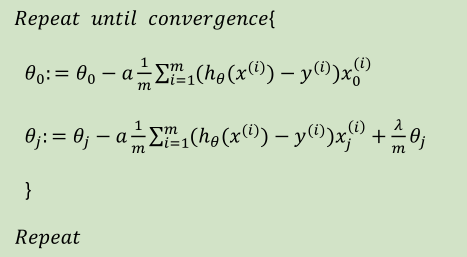 Repeat until convergence{
θ₀:= θ₀ − a 1/m ∑ᵢ₌₁ᵐ(h_θ(x⁽ⁱ⁾) − y⁽ⁱ⁾)x₀⁽ⁱ⁾
θⱼ:= θⱼ − a 1/m ∑ᵢ₌₁ᵐ(h_θ(x⁽ⁱ⁾) − y⁽ⁱ⁾)xⱼ⁽ⁱ⁾ + λ/m θⱼ
}
Repeat